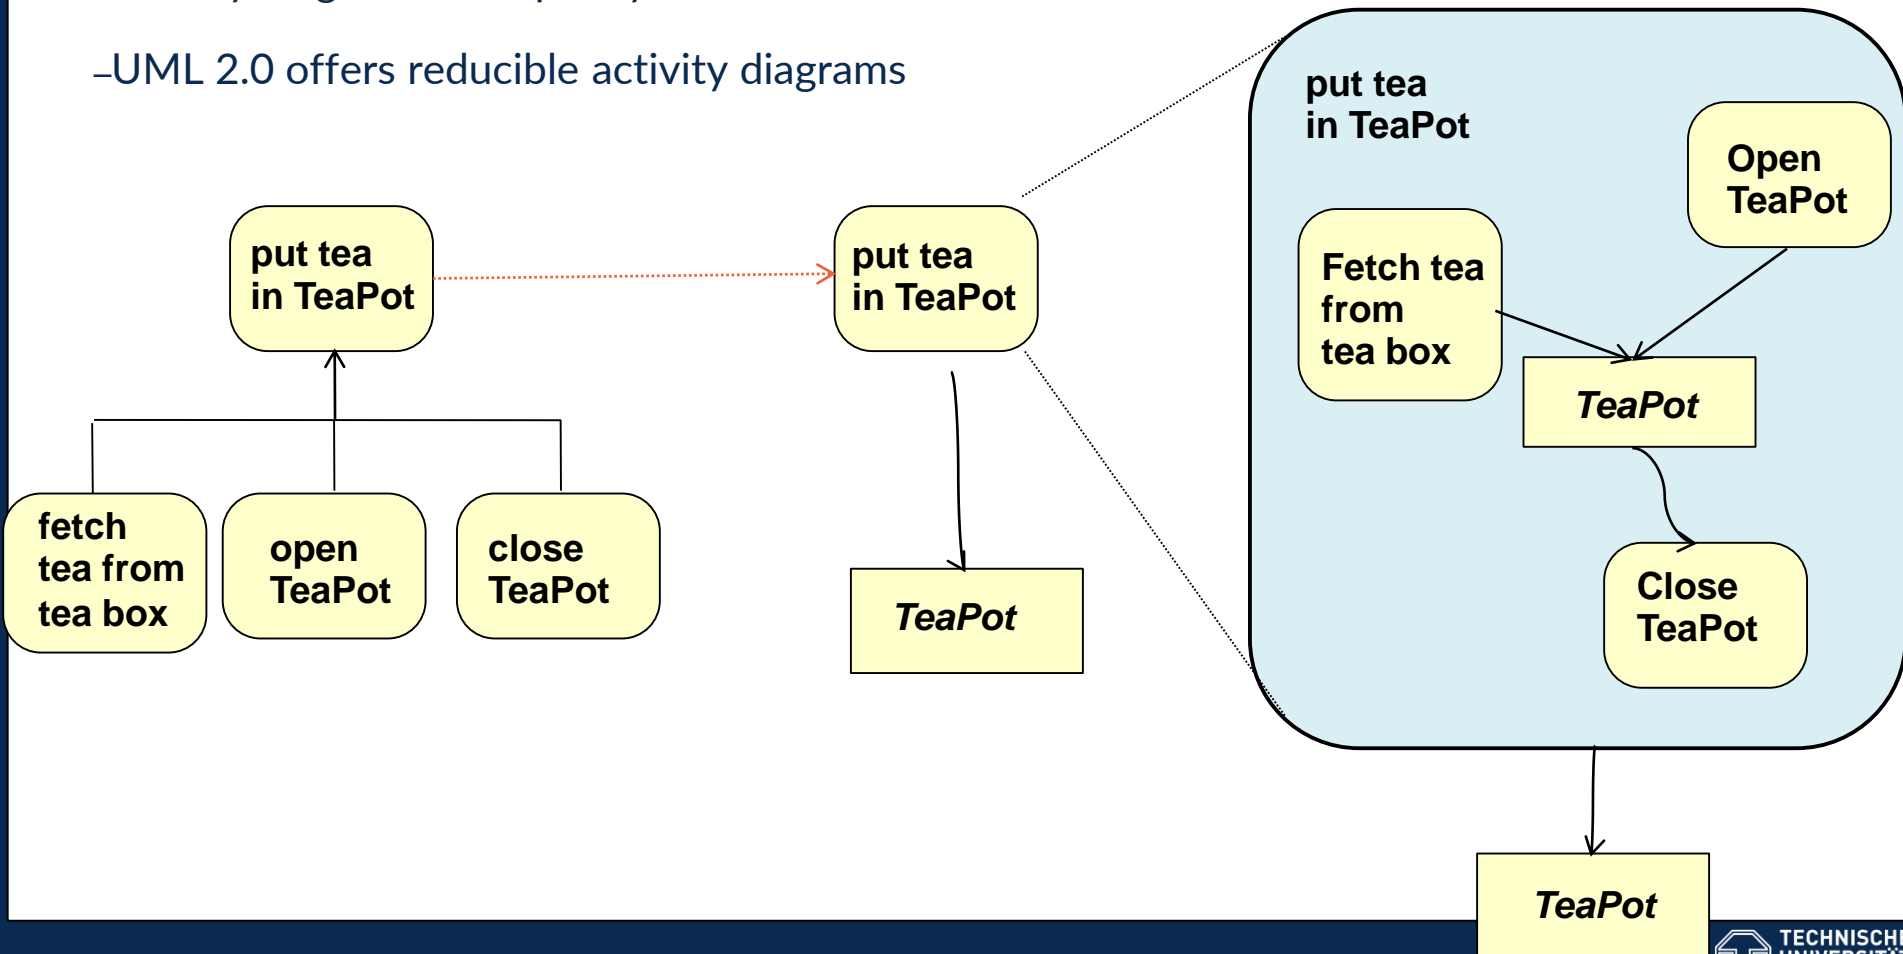 –UML 2.0 offers reducible activity diagrams
put tea
in TeaPot
fetch
tea from
tea box
open
TeaPot
close
TeaPot
put tea
in TeaPot
TeaPot
put tea
in TeaPot
Open
TeaPot
Fetch tea
from
tea box
TeaPot
Close
TeaPot
TeaPot
TECHNISCHE